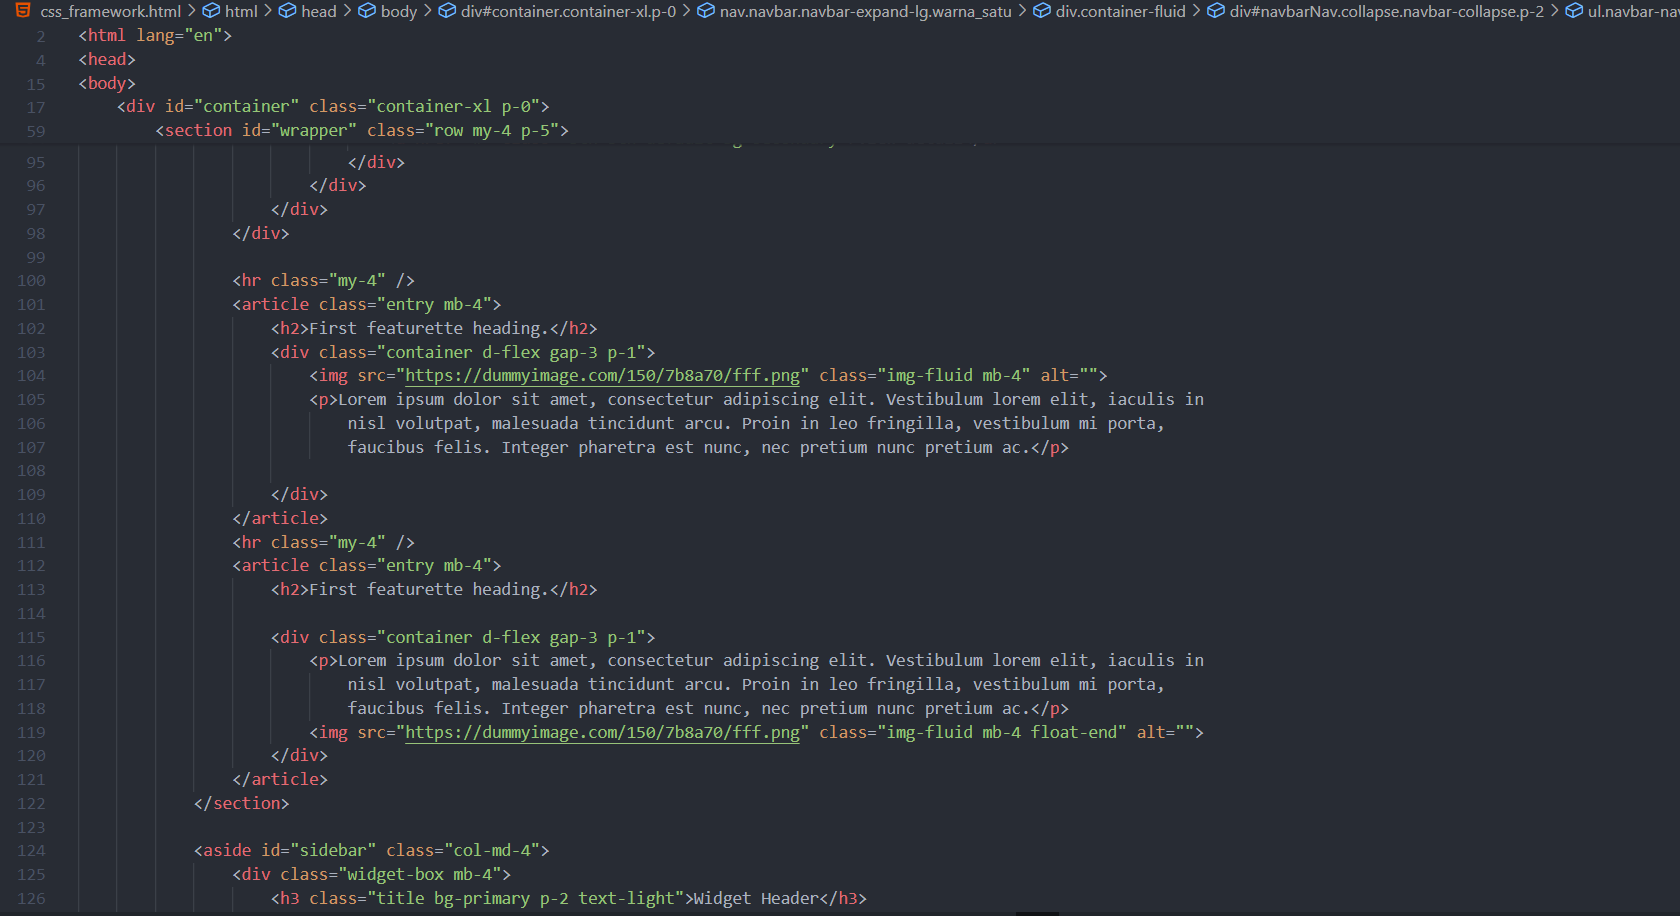 css_framework.html > html > head > body > div#container.container-xl.p-0 > nav.navbar.navbar-expand-lg.warna_satu > div.container-fluid > div#navbarNav.collapse.navbar-collapse.p-2 > ul.navbar-nav
2 <html lang="en">
4 <head>
15 <body>
17 <div id="container" class="container-xl p-0">
59 <section id="wrapper" class="row my-4 p-5">
95 </div>
96 </div>
97 </div>
98 </div>
99
100 <hr class="my-4" />
101 <article class="entry mb-4">
102 <h2>First featurette heading.</h2>
103 <div class="container d-flex gap-3 p-1">
104 <img src="https://dummyimage.com/150/7b8a70/fff.png" class="img-fluid mb-4" alt="">
105 <p>Lorem ipsum dolor sit amet, consectetur adipiscing elit. Vestibulum lorem elit, iaculis in
106 nisl volutpat, malesuada tincidunt arcu. Proin in leo fringilla, vestibulum mi porta,
107 faucibus felis. Integer pharetra est nunc, nec pretium nunc pretium ac.</p>
108
109 </div>
110 </article>
111 <hr class="my-4" />
112 <article class="entry mb-4">
113 <h2>First featurette heading.</h2>
114
115 <div class="container d-flex gap-3 p-1">
116 <p>Lorem ipsum dolor sit amet, consectetur adipiscing elit. Vestibulum lorem elit, iaculis in
117 nisl volutpat, malesuada tincidunt arcu. Proin in leo fringilla, vestibulum mi porta,
118 faucibus felis. Integer pharetra est nunc, nec pretium nunc pretium ac.</p>
119 <img src="https://dummyimage.com/150/7b8a70/fff.png" class="img-fluid mb-4 float-end" alt="">
120 </div>
121 </article>
122 </section>
123
124 <aside id="sidebar" class="col-md-4">
125 <div class="widget-box mb-4">
126 <h3 class="title bg-primary p-2 text-light">Widget Header</h3>